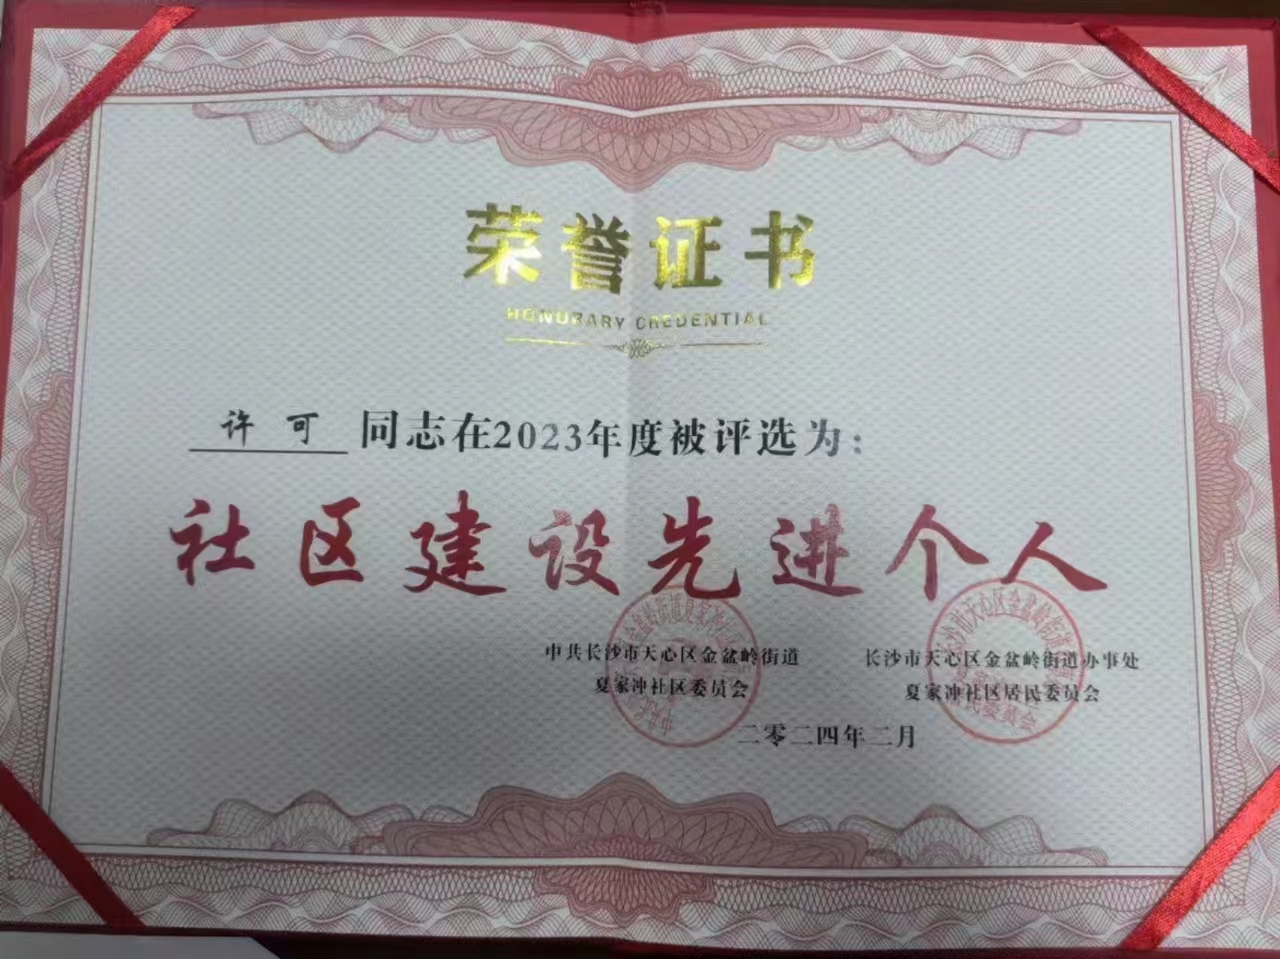 荣誉证书
HONORARY CREDENTIAL
许可同志在2023年度被评选为：
社区建设先进个人
中共长沙市天心区金盆岭街道
夏家冲社区委员会
长沙市天心区金盆岭街道办事处
夏家冲社区居民委员会
二零二四年二月